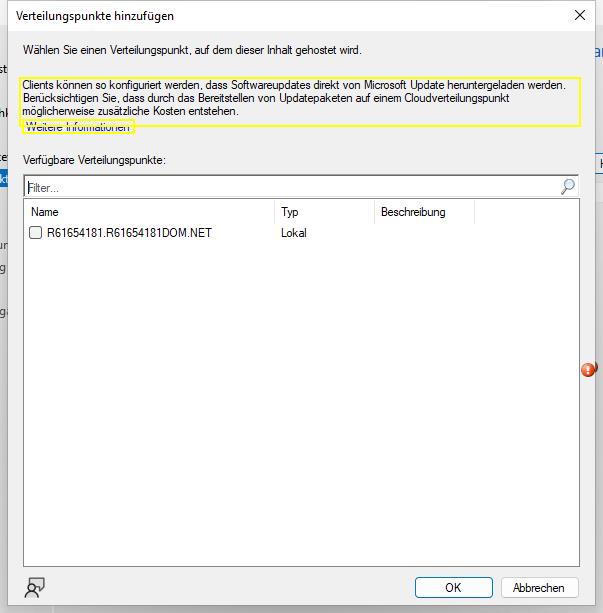 Verteilungspunkte hinzufügen
Wählen Sie einen Verteilungspunkt, auf dem dieser Inhalt gehostet wird.
Clients können so konfiguriert werden, dass Softwareupdates direkt von Microsoft Update heruntergeladen werden.
Berücksichtigen Sie, dass durch das Bereitstellen von Updatepaketen auf einem Cloudverteilungspunkt
möglicherweise zusätzliche Kosten entstehen.
Weitere Informationen
Verfügbare Verteilungspunkte:
Filter...
Name Typ Beschreibung
R61654181.R61654181DOM.NET Lokal
OK Abbrechen